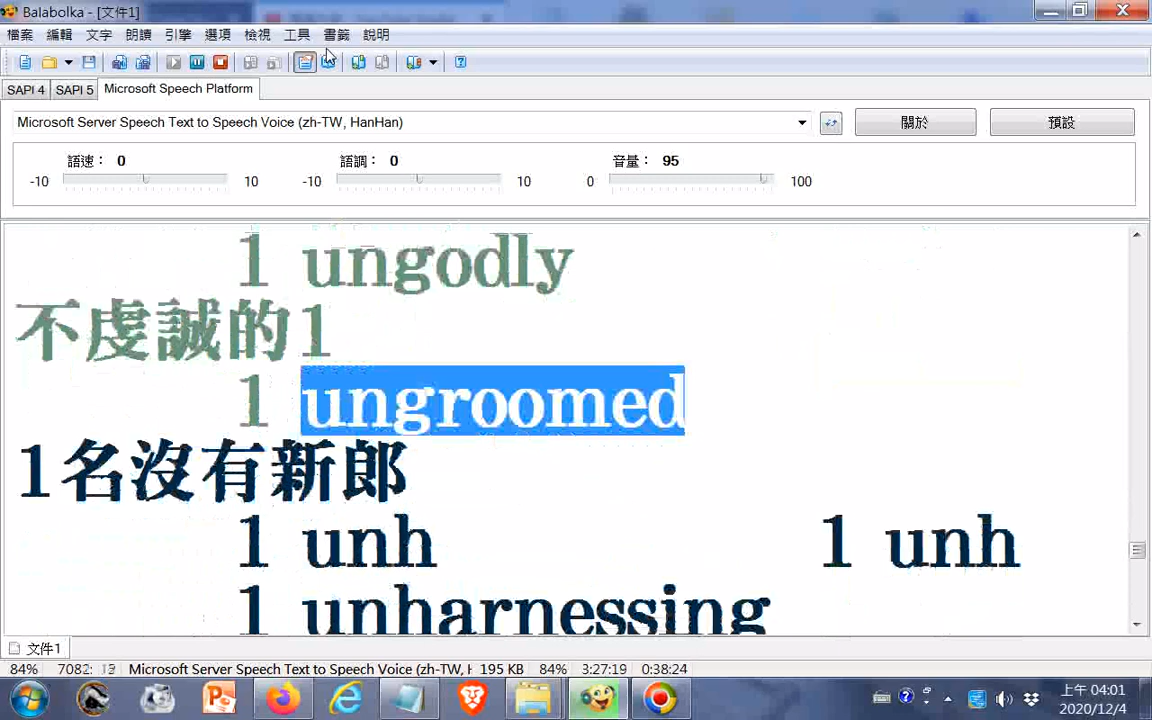 Balabolka - [文件1]
檔案 編輯 文字 朗讀 引擎 選項 檢視 工具 書籤 說明
SAPI 4 SAPI 5 Microsoft Speech Platform
Microsoft Server Speech Text to Speech Voice (zh-TW, HanHan) 關於 預設
語速： 0 語調： 0 音量： 95
-10 10 -10 10 0 100
1 ungodly
不虔誠的1
1 ungroomed
1名沒有新郎
1 unh 1 unh
1 unharnessing
文件1
84% 7082: Microsoft Server Speech Text to Speech Voice (zh-TW, H 195 KB 84% 3:27:19 0:38:24
上午 04:01
2020/12/4